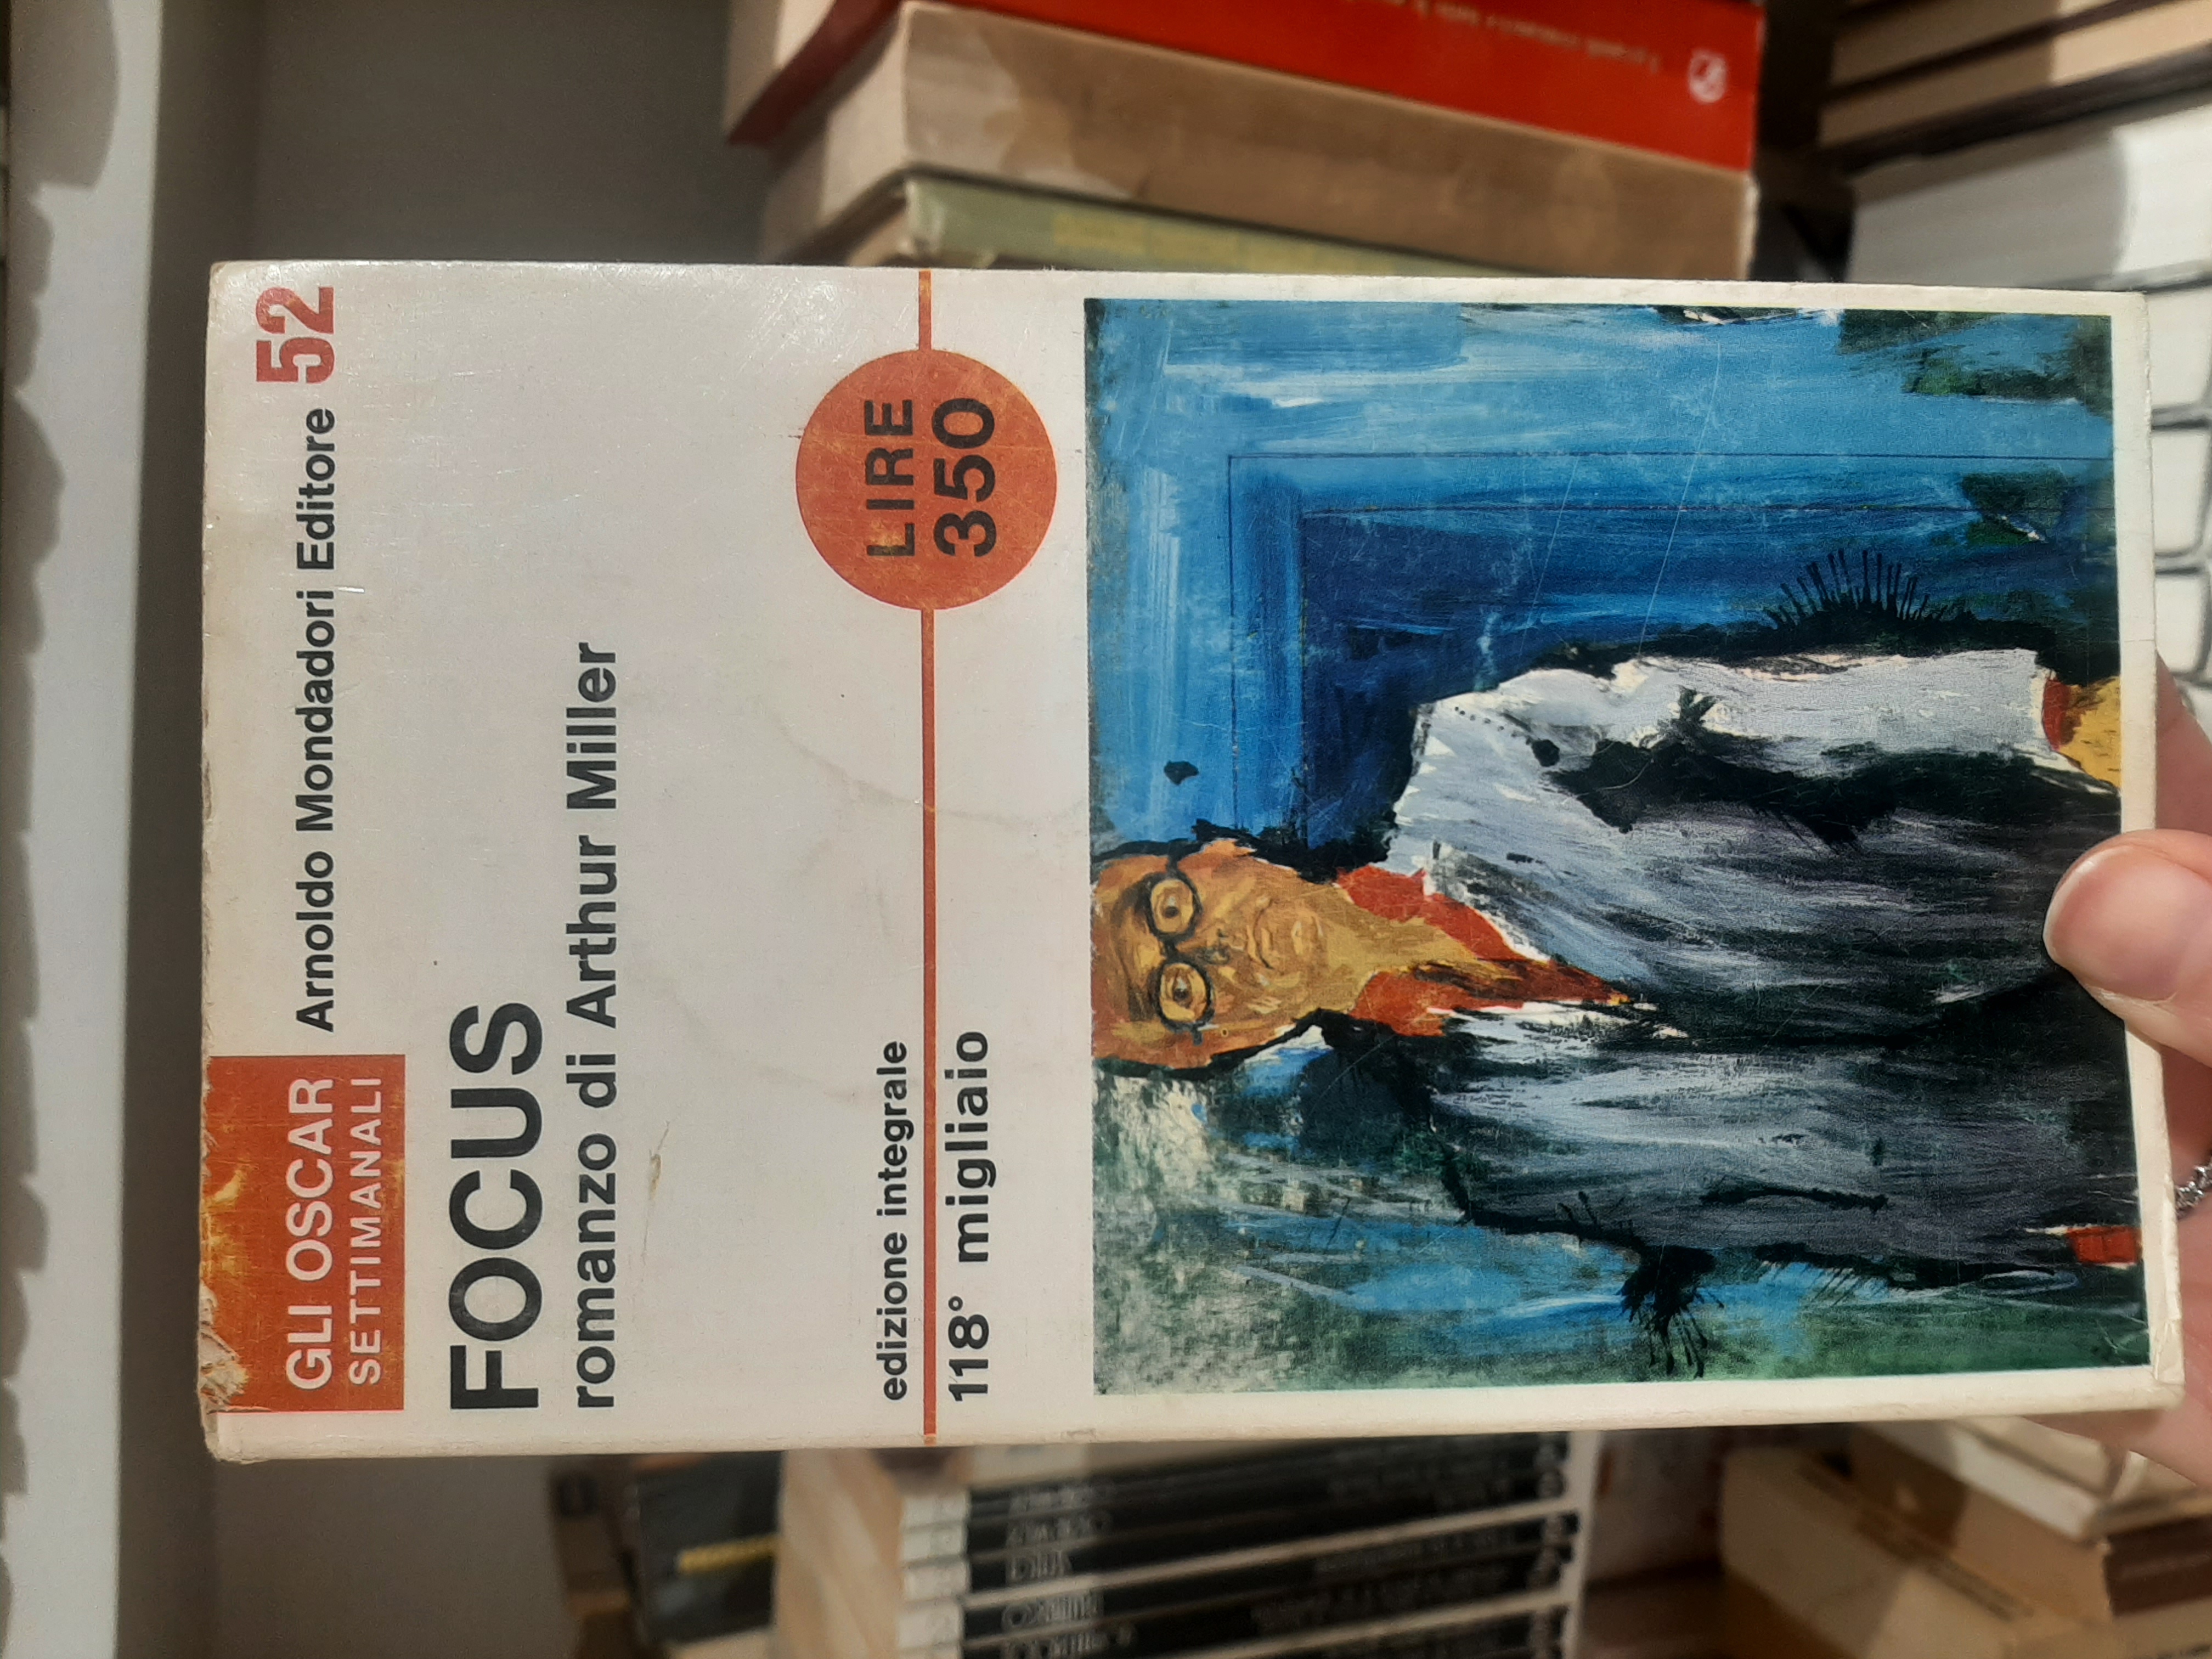 GLI OSCAR
SETTIMANALI
Arnoldo Mondadori Editore 52
FOCUS
romanzo di Arthur Miller
edizione integrale
118° migliaio
LIRE
350